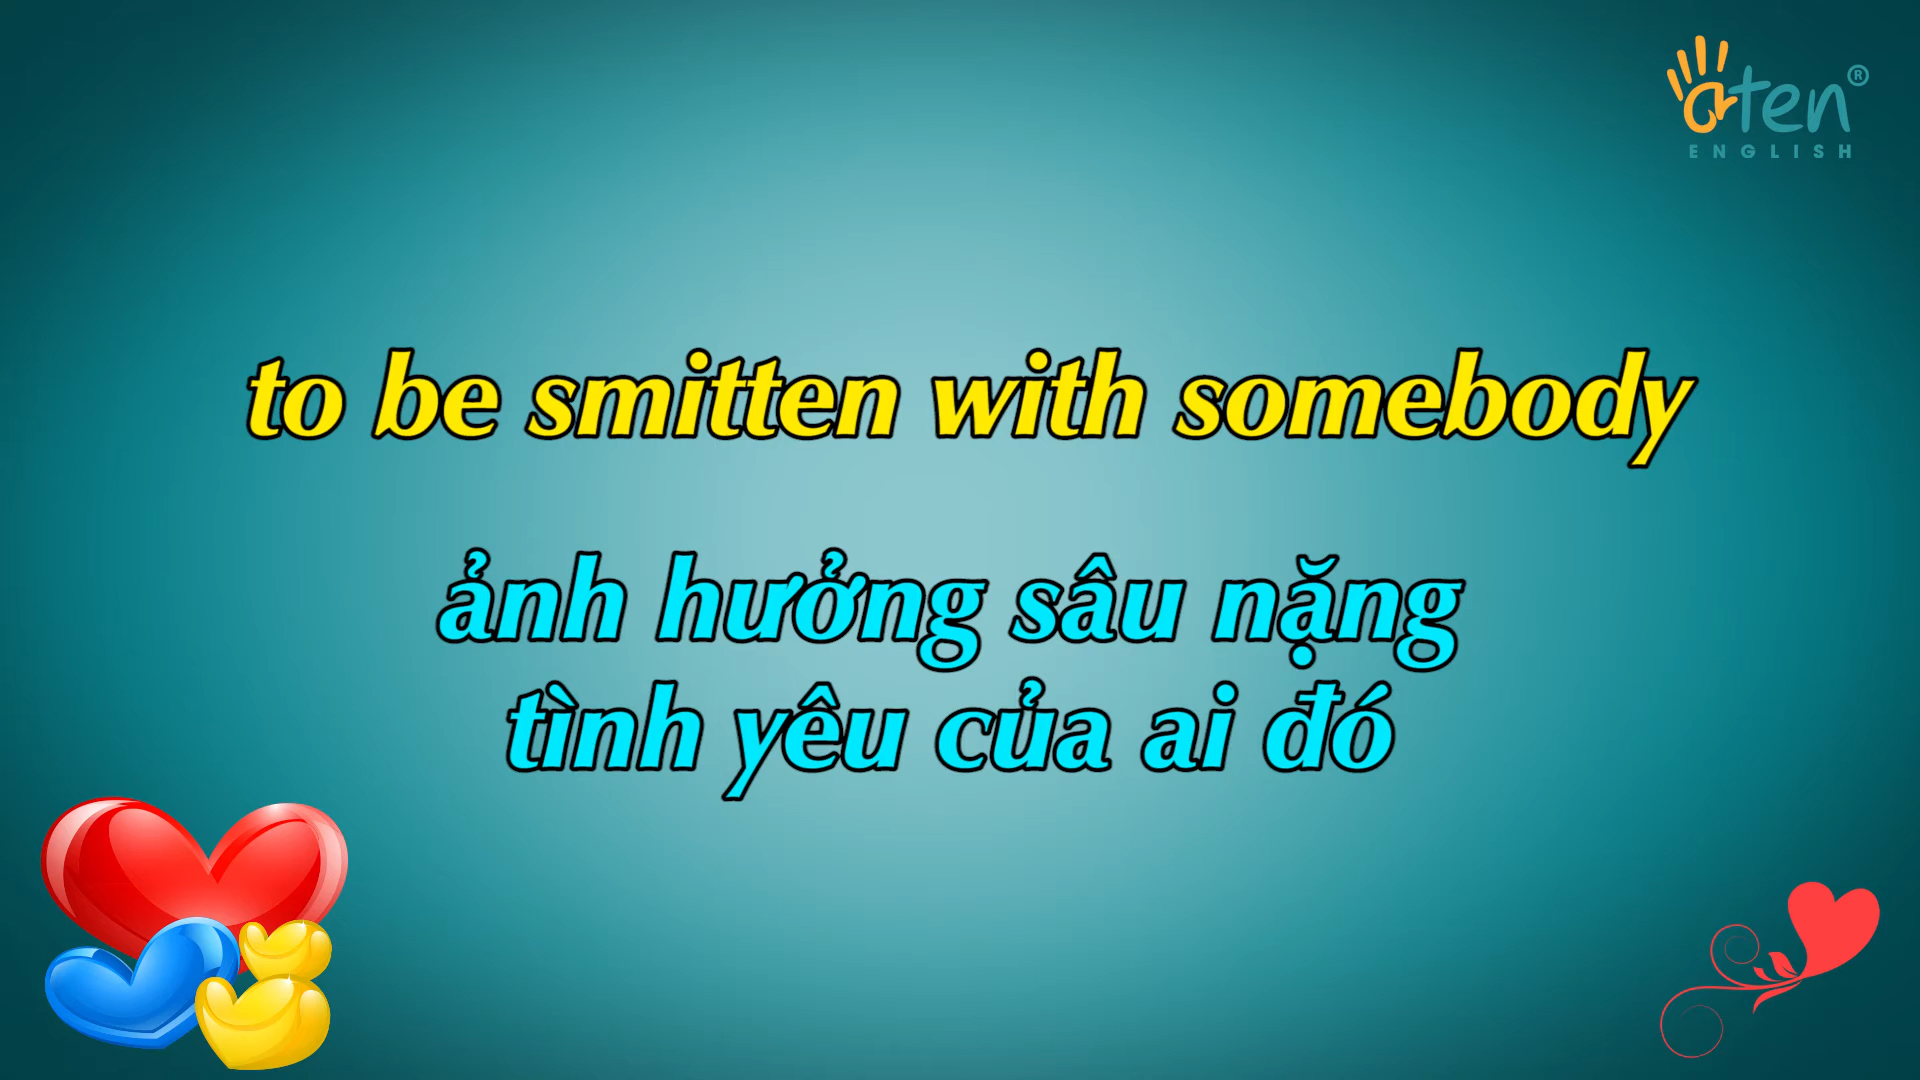 aten®
ENGLISH
to be smitten with somebody
ảnh hưởng sâu nặng
tình yêu của ai đó